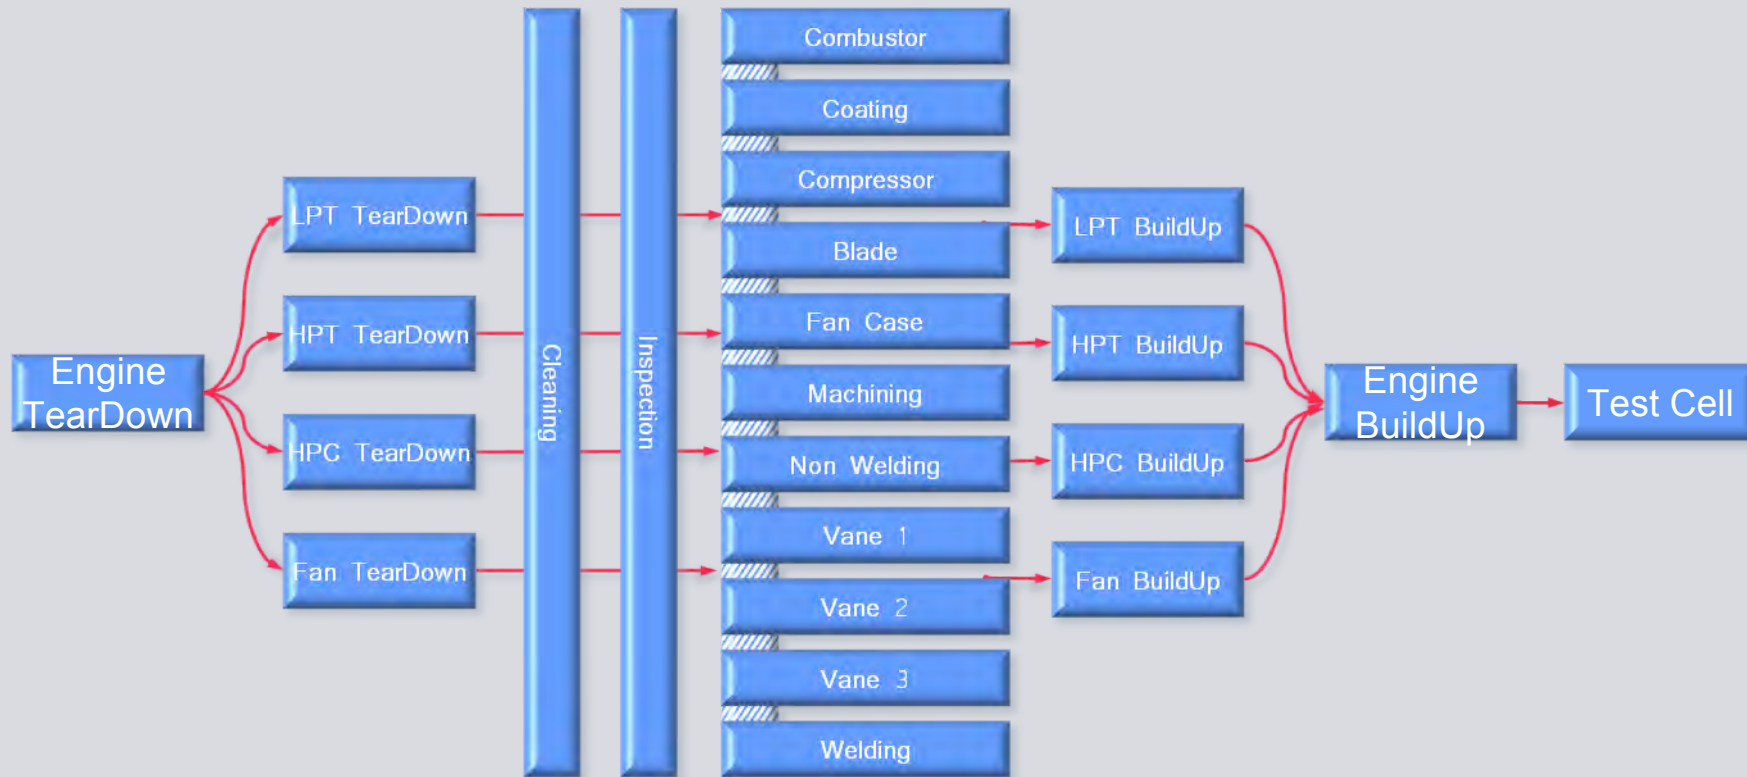 Engine
TearDown
LPT TearDown
HPT TearDown
HPC TearDown
Fan TearDown
Cleaning
Inspection
Combustor
Coating
Compressor
Blade
Fan Case
Machining
Non Welding
Vane 1
Vane 2
Vane 3
Welding
LPT BuildUp
HPT BuildUp
HPC BuildUp
Fan BuildUp
Engine
BuildUp
Test Cell